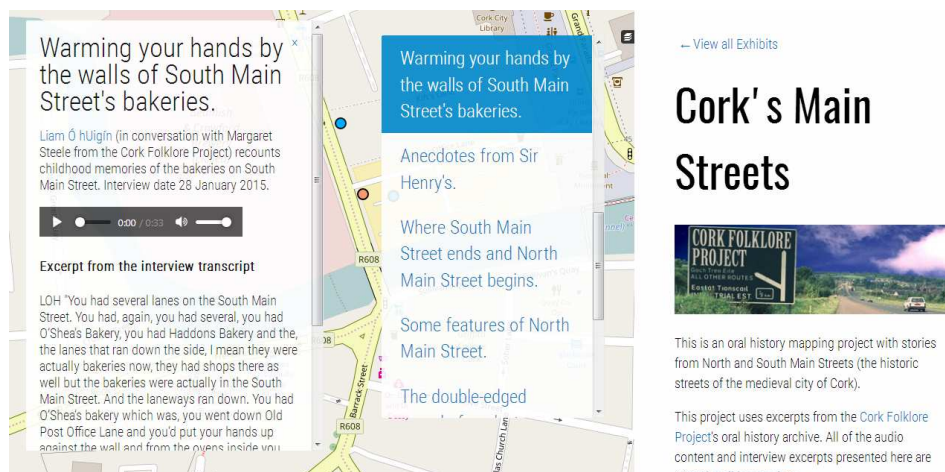 Warming your hands by
the walls of South Main
Street's bakeries.
x
Liam Ó hUigín (in conversation with Margaret
Steele from the Cork Folklore Project) recounts
childhood memories of the bakeries on South
Main Street. Interview date 28 January 2015.
0:00 / 0:33
Excerpt from the interview transcript
LOH "You had several lanes on the South Main
Street. You had, again, you had several, you had
O'Shea's Bakery, you had Haddons Bakery and the,
the lanes that ran down the side, I mean they were
actually bakeries now, they had shops there as
well but the bakeries were actually in the South
Main Street. And the laneways ran down. You had
O'Shea's bakery which was, you went down Old
Post Office Lane and you'd put your hands up
against the wall and from the ovens inside you
Cork City
Library
Warming your hands by
the walls of South Main
Street's bakeries.
Anecdotes from Sir
Henry's.
Where South Main
Street ends and North
Main Street begins.
Some features of North
Main Street.
The double-edged
R608
Barrack Street
R608
← View all Exhibits
Cork's Main
Streets
CORK FOLKLORE
PROJECT
ALL OTHER ROUTES
This is an oral history mapping project with stories
from North and South Main Streets (the historic
streets of the medieval city of Cork).
This project uses excerpts from the Cork Folklore
Project's oral history archive. All of the audio
content and interview excerpts presented here are